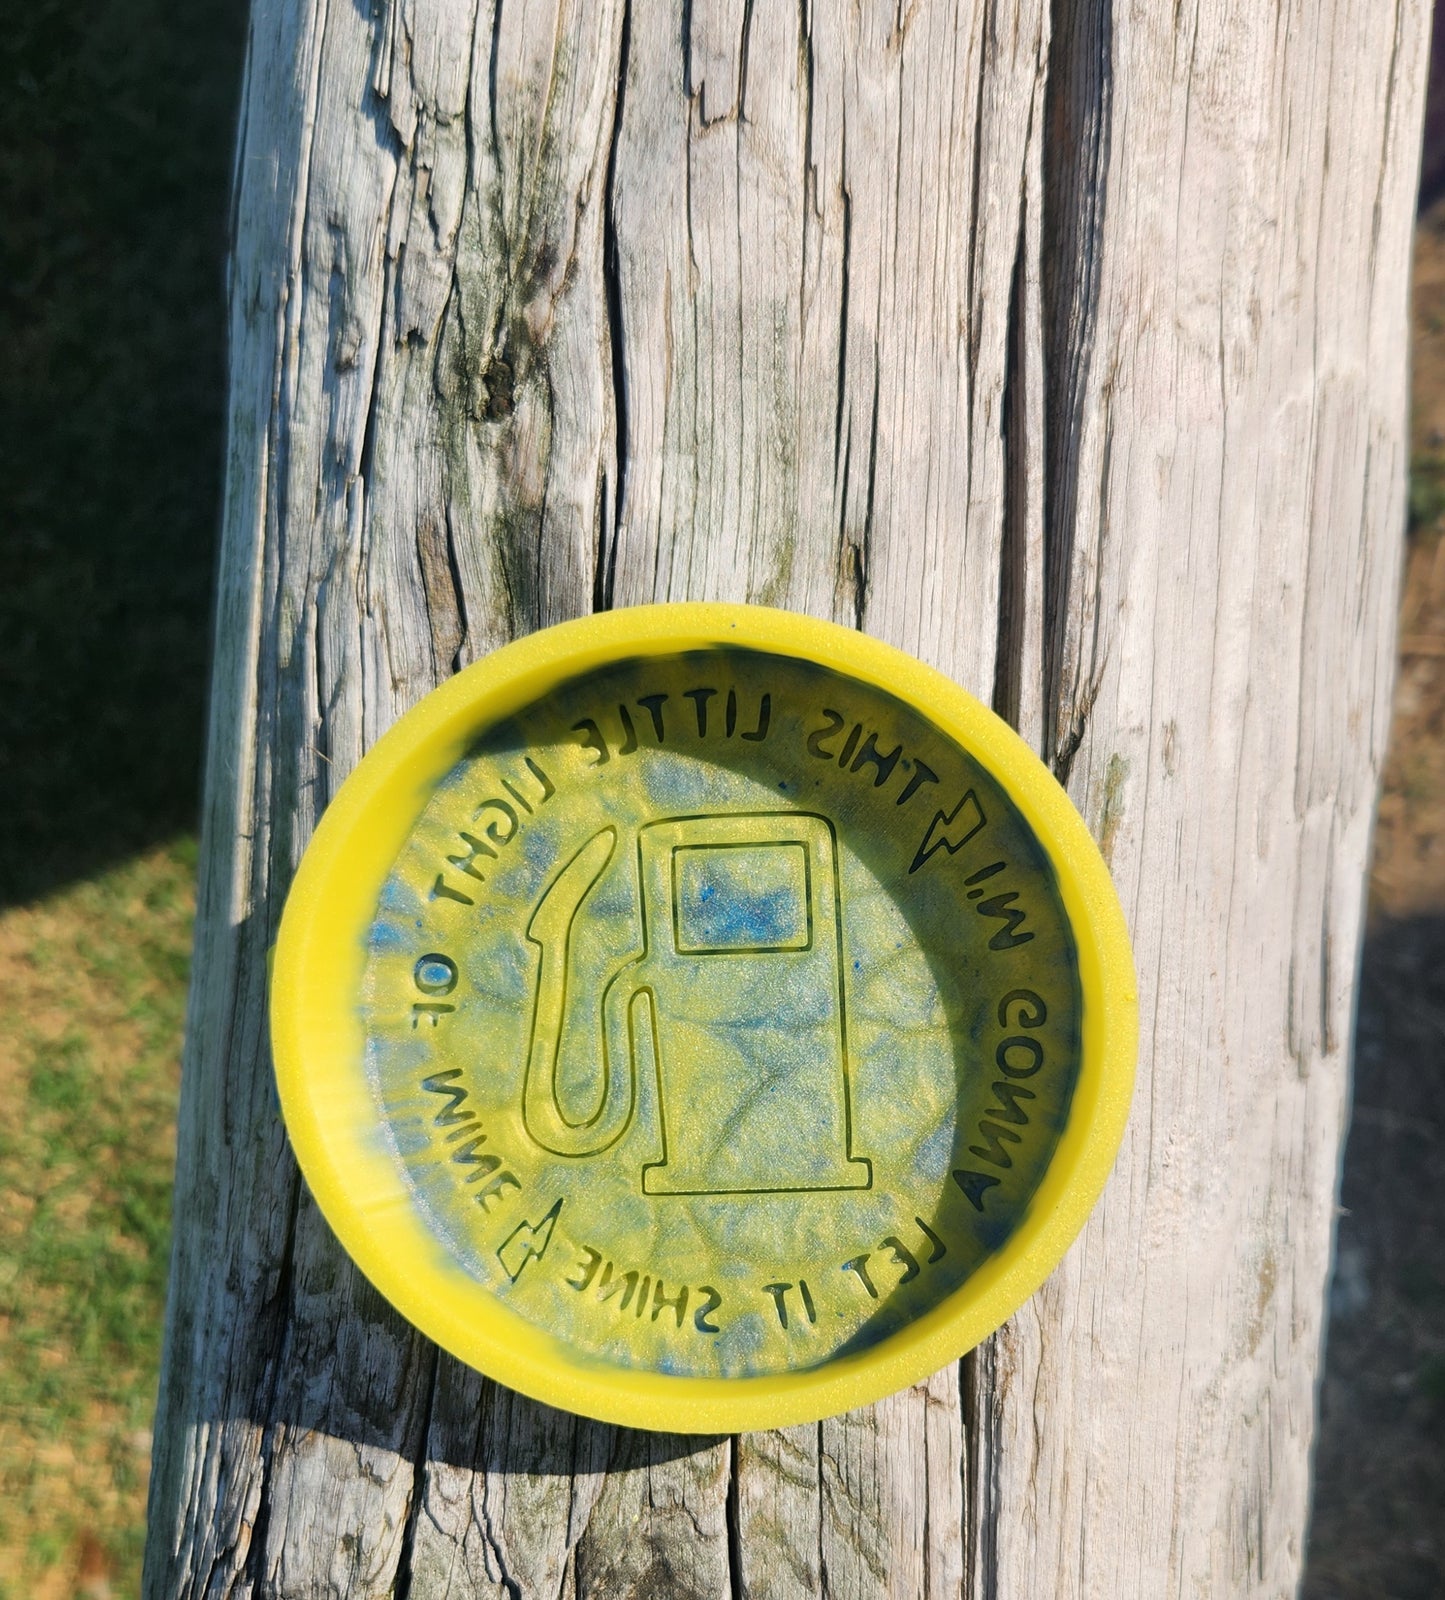 THIS LITTLE LIGHT OF MINE
I'M GONNA LET IT SHINE